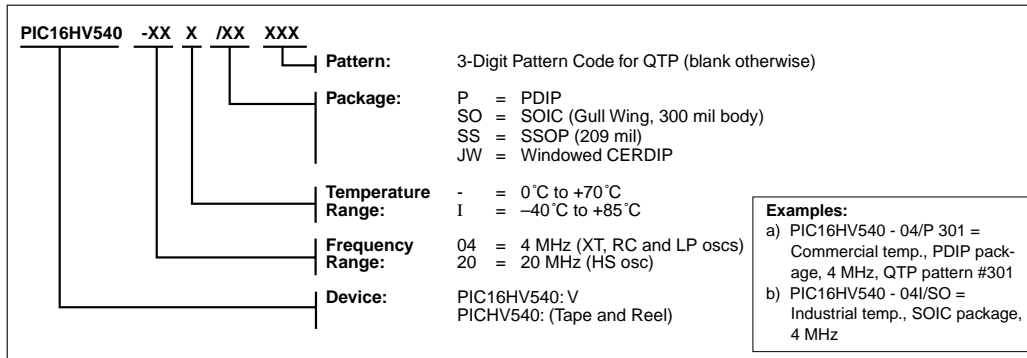 PIC16HV540 -XX X /XX XXX
Pattern: 3-Digit Pattern Code for QTP (blank otherwise)
Package: P = PDIP
SO = SOIC (Gull Wing, 300 mil body)
SS = SSOP (209 mil)
JW = Windowed CERDIP
Temperature - = 0˚C to +70˚C
Range: I = –40˚C to +85˚C
Frequency 04 = 4 MHz (XT, RC and LP oscs)
Range: 20 = 20 MHz (HS osc)
Device: PIC16HV540: V
PICHV540: (Tape and Reel)
Examples:
a) PIC16HV540 - 04/P 301 =
Commercial temp., PDIP pack-
age, 4 MHz, QTP pattern #301
b) PIC16HV540 - 04I/SO =
Industrial temp., SOIC package,
4 MHz